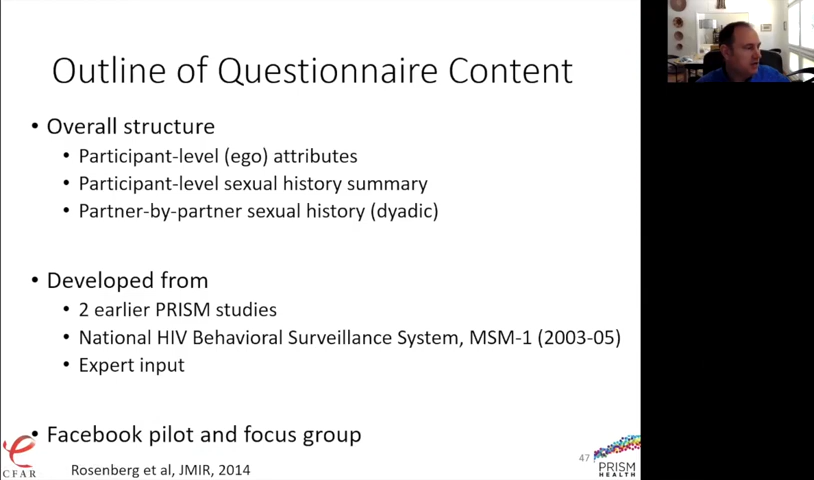 Outline of Questionnaire Content
• Overall structure
• Participant-level (ego) attributes
• Participant-level sexual history summary
• Partner-by-partner sexual history (dyadic)
• Developed from
• 2 earlier PRISM studies
• National HIV Behavioral Surveillance System, MSM-1 (2003-05)
• Expert input
• Facebook pilot and focus group
CFAR
Rosenberg et al, JMIR, 2014
47
PRISM
HEALTH